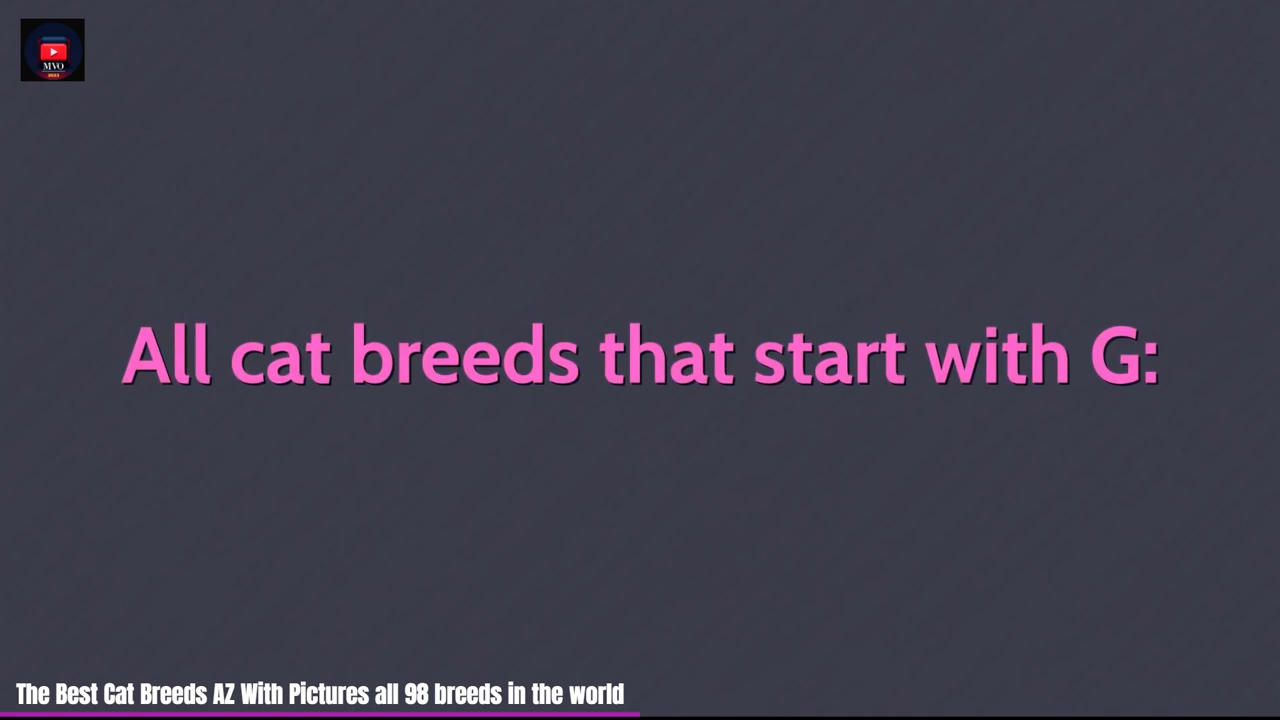 MVO
All cat breeds that start with G:
The Best Cat Breeds AZ With Pictures all 98 breeds in the world